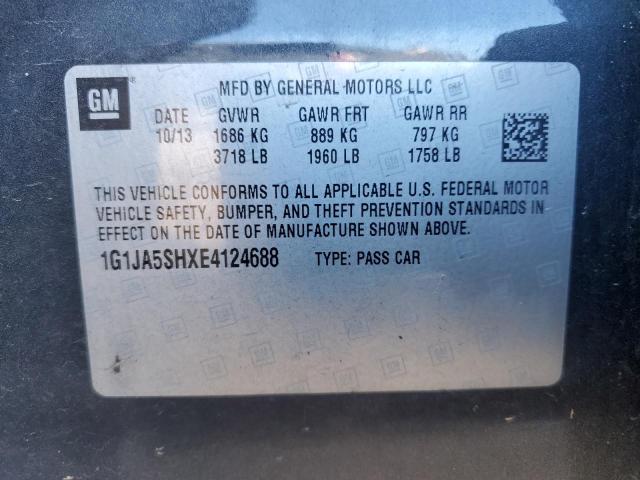 GM
®
MFD BY GENERAL MOTORS LLC
DATE GVWR GAWR FRT GAWR RR
10/13 1686 KG 889 KG 797 KG
3718 LB 1960 LB 1758 LB
THIS VEHICLE CONFORMS TO ALL APPLICABLE U.S. FEDERAL MOTOR
VEHICLE SAFETY, BUMPER, AND THEFT PREVENTION STANDARDS IN
EFFECT ON THE DATE OF MANUFACTURE SHOWN ABOVE.
1G1JA5SHXE4124688 TYPE: PASS CAR